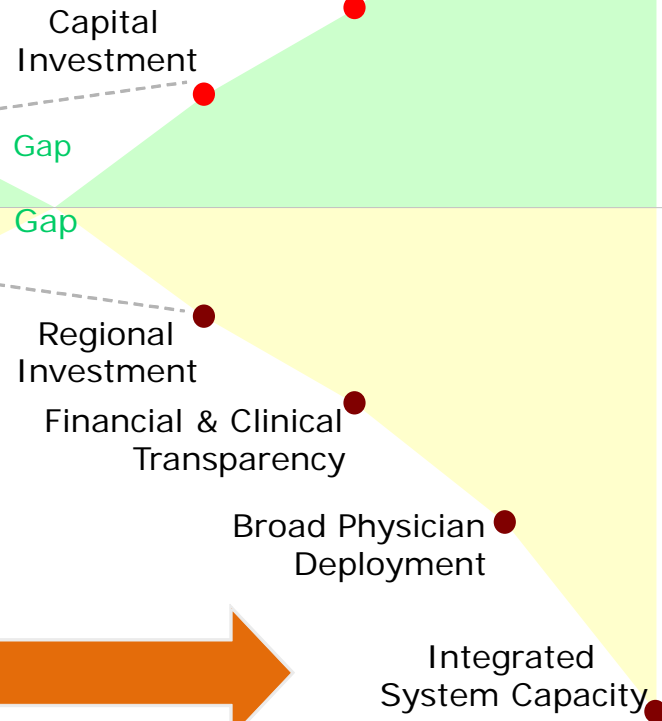 Capital
Investment
Gap
Gap
Regional
Investment
Financial & Clinical
Transparency
Broad Physician
Deployment
Integrated
System Capacity